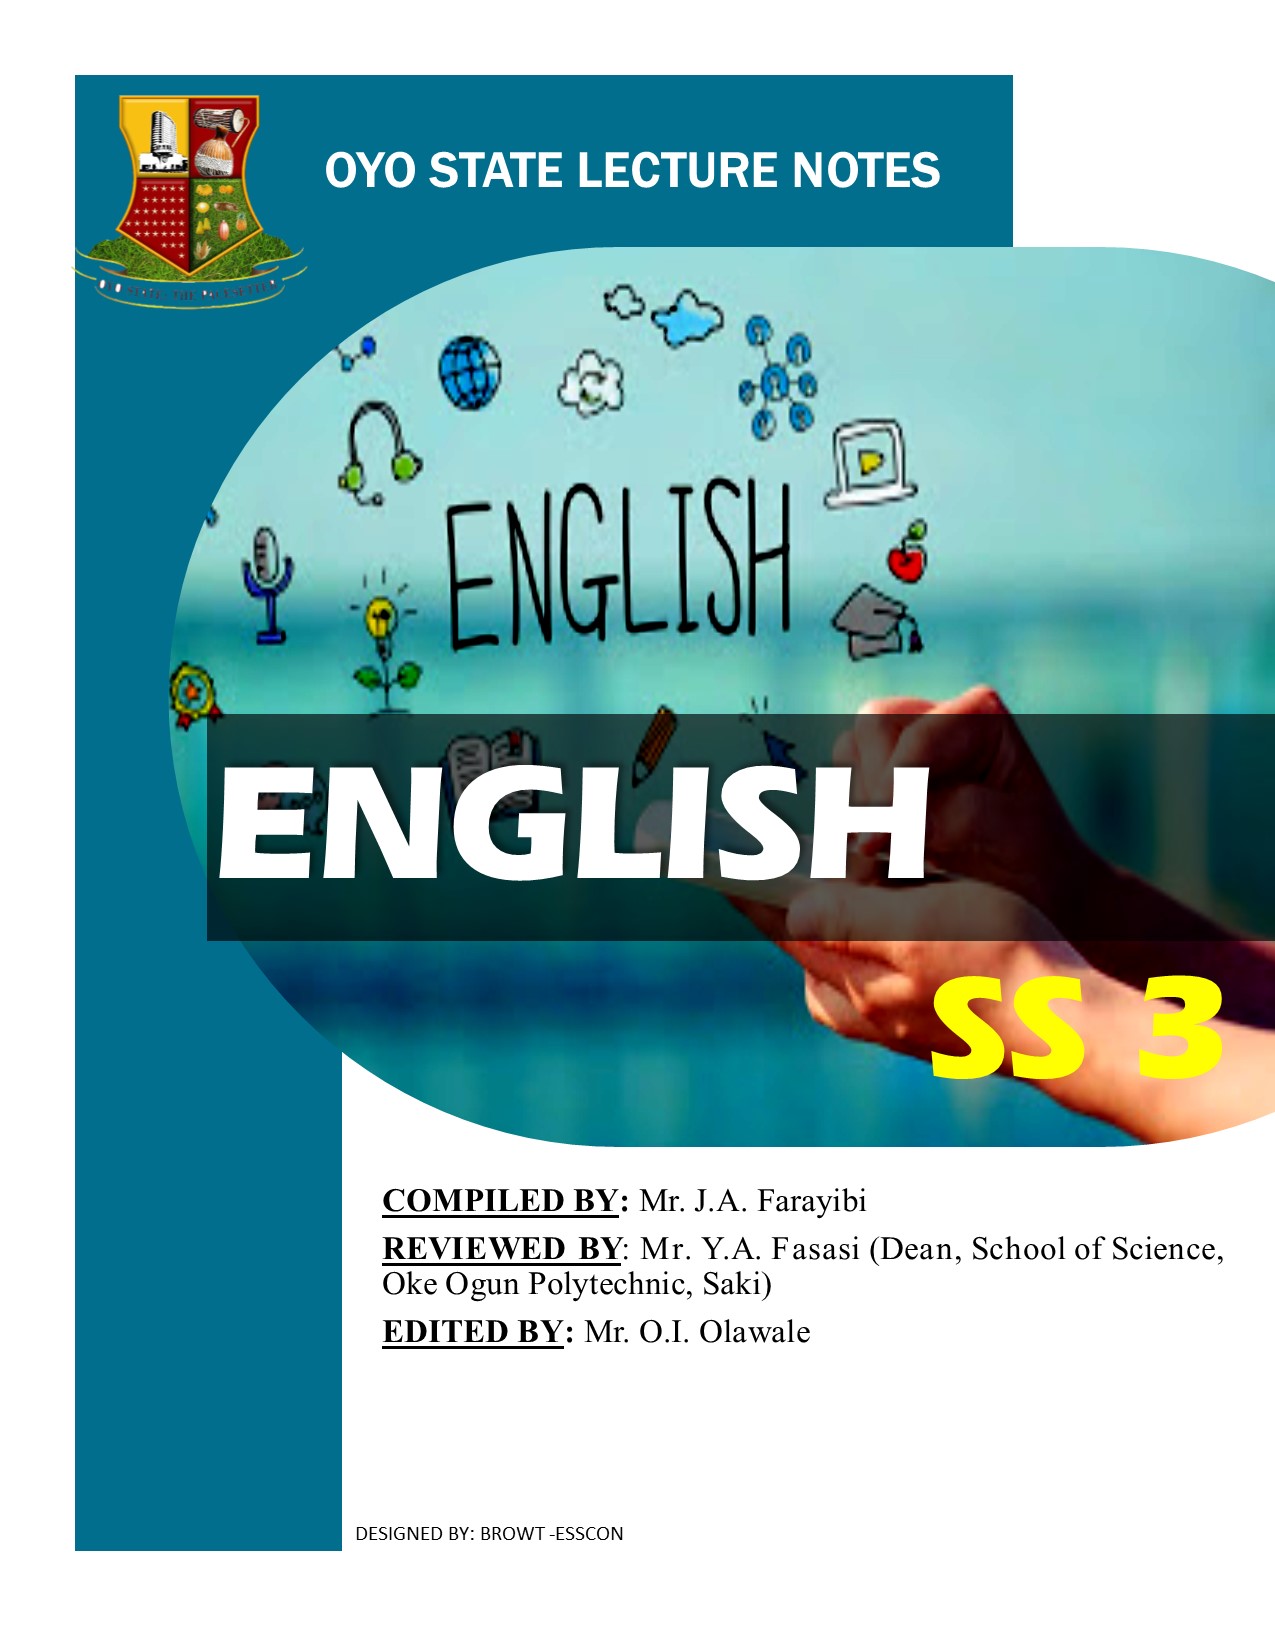 OYO STATE LECTURE NOTES
ENGLISH
ENGLISH
SS 3
COMPILED BY: Mr. J.A. Farayibi
REVIEWED BY: Mr. Y.A. Fasasi (Dean, School of Science,
Oke Ogun Polytechnic, Saki)
EDITED BY: Mr. O.I. Olawale
DESIGNED BY: BROWT -ESSCON